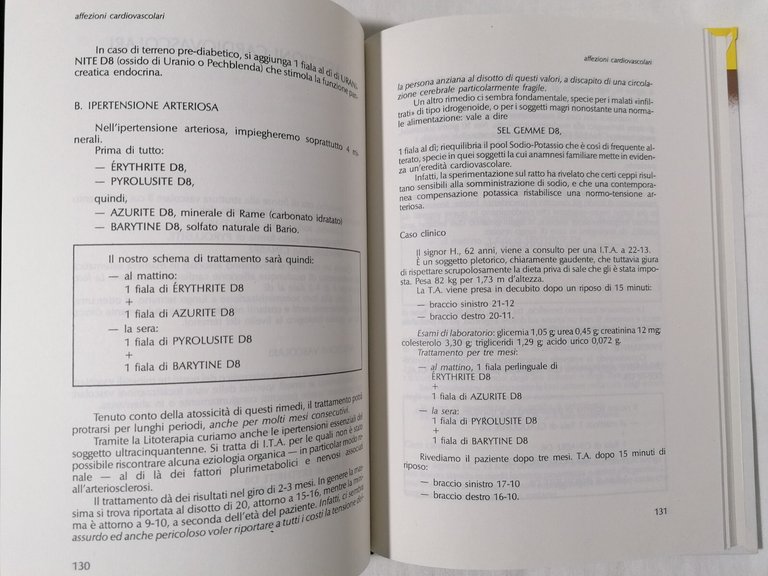 affezioni cardiovascolari
In caso di terreno pre-diabetico, si aggiunga 1 fiala al dì di URANI-
NITE D8 (ossido di Uranio o Pechblenda) che stimola la funzione pan-
creatica endocrina.
B. IPERTENSIONE ARTERIOSA
Nell'ipertensione arteriosa, impiegheremo soprattutto 4 mi-
nerali.
Prima di tutto:
— ÉRYTHRITE D8,
— PYROLUSITE D8,
quindi,
— AZURITE D8, minerale di Rame (carbonato idratato)
— BARYTINE D8, solfato naturale di Bario.
Il nostro schema di trattamento sarà quindi:
— al mattino:
1 fiala di ÉRYTHRITE D8
+
1 fiala di AZURITE D8
— la sera:
1 fiala di PYROLUSITE D8
+
1 fiala di BARYTINE D8
Tenuto conto della atossicità di questi rimedi, il trattamento potrà
protrarsi per lunghi periodi, anche per molti mesi consecutivi.
Tramite la Litoterapia curiamo anche le ipertensioni essenziali del
soggetto ultracinquantenne. Si tratta di I.T.A. per le quali non è stato
possibile riscontrare alcuna eziologia organica — in particolar modo re-
nale — al di là dei fattori plurimetabolici e nervosi associati
all'arteriosclerosi.
Il trattamento dà dei risultati nel giro di 2-3 mesi. In genere la mas-
sima si trova riportata al disotto di 20, attorno a 15-16, mentre la mini-
ma è attorno a 9-10, a seconda dell'età del paziente. Infatti, ci sembra
assurdo ed anche pericoloso voler riportare a tutti i costi la tensione del-
130
affezioni cardiovascolari
la persona anziana al disotto di questi valori, a discapito di una circola-
zione cerebrale particolarmente fragile.
Un altro rimedio ci sembra fondamentale, specie per i malati «infil-
trati» di tipo idrogenoide, o per i soggetti magri nonostante una norma-
le alimentazione: vale a dire
SEL GEMME D8,
1 fiala al dì; riequilibria il pool Sodio-Potassio che è così di frequente al-
terato, specie in quei soggetti la cui anamnesi familiare mette in eviden-
za un'eredità cardiovascolare.
Infatti, la sperimentazione sul ratto ha rivelato che certi ceppi risul-
tano sensibili alla somministrazione di sodio, e che una contempora-
nea compensazione potassica ristabilisce una normo-tensione ar-
teriosa.
Caso clinico
Il signor H., 62 anni, viene a consulto per una I.T.A. a 22-13.
È un soggetto pletorico, chiaramente gaudente, che tuttavia giura
di rispettare scrupolosamente la dieta priva di sale che gli è stata impo-
sta. Pesa 82 kg per 1,73 m d'altezza.
La T.A. viene presa in decubito dopo un riposo di 15 minuti:
— braccio sinistro 21-12
— braccio destro 20-11.
Esami di laboratorio: glicemia 1,05 g; urea 0,45 g; creatinina 12 mg;
colesterolo 3,30 g; trigliceridi 1,29 g; acido urico 0,072 g.
Trattamento per tre mesi:
— al mattino, 1 fiala perlinguale di
ÉRYTHRITE D8
+
1 fiala di AZURITE D8
— la sera:
1 fiala di PYROLUSITE D8
+
1 fiala di BARYTINE D8
Rivediamo il paziente dopo tre mesi. T.A. dopo 15 minuti di
riposo:
— braccio sinistro 17-10
— braccio destro 16-10.
131